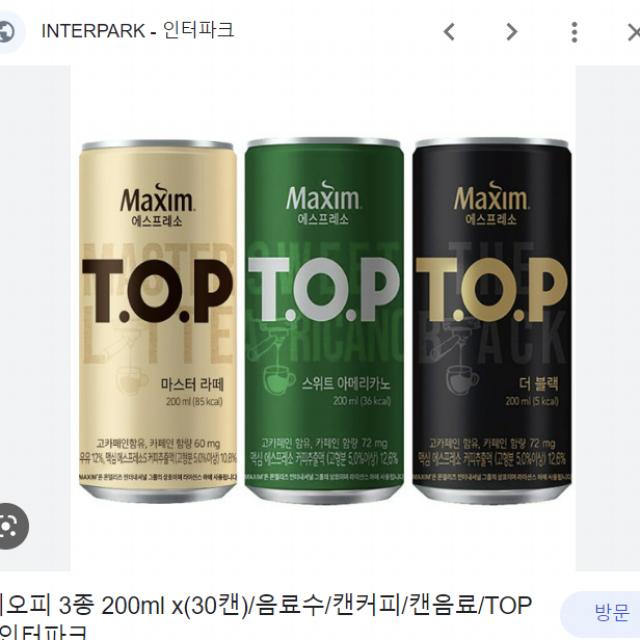 INTERPARK - 인터파크
Maxim
에스프레소
MASTER LATTE
T.O.P
마스터 라떼
200 ml (85 kcal)
고카페인함유, 카페인 함량 60 mg
우유 12%, 맥심 에스프레소 커피추출액 (고형분 5.0%이상) 10.8%
Maxim
에스프레소
SWEET
T.O.P
스위트 아메리카노
200 ml (36 kcal)
고카페인 함유, 카페인 함량 72 mg
맥심 에스프레소 커피추출액 (고형분 5.0%이상) 12.6%
Maxim
에스프레소
THE BLACK
T.O.P
더 블랙
200 ml (5 kcal)
고카페인 함유, 카페인 함량 72 mg
맥심 에스프레소 커피추출액 (고형분 5.0%이상) 12.6%
오피 3종 200ml x(30캔)/음료수/캔커피/캔음료/TOP
인터파크
방문